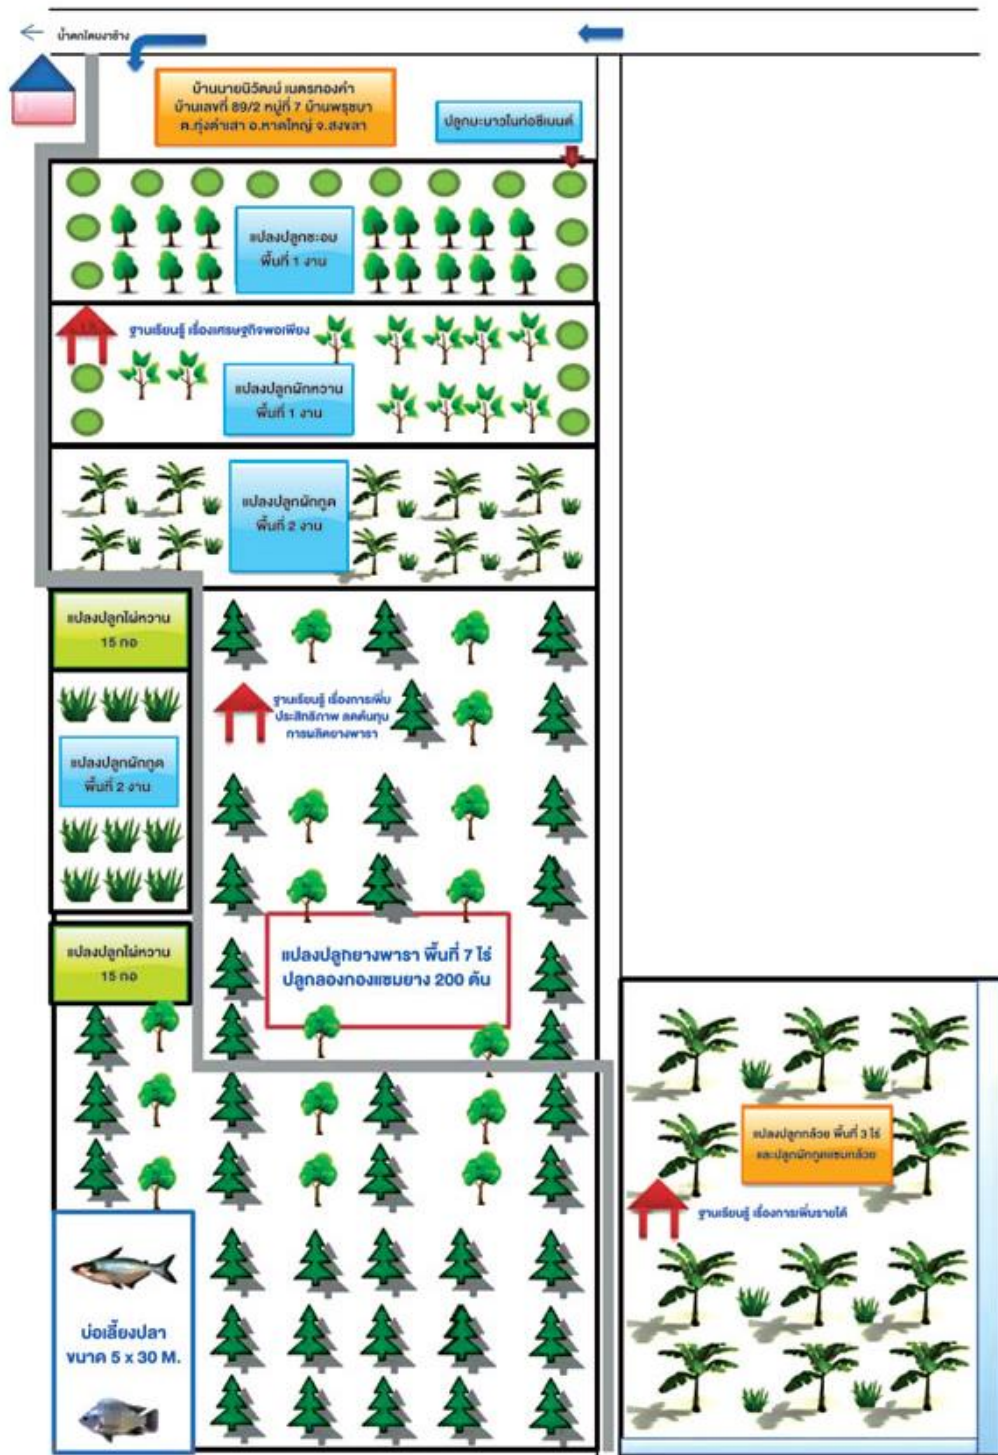 น้ำตกโตนงาช้าง
บ้านนายนิวัฒน์ เนตรทองคำ
บ้านเลขที่ 89/2 หมู่ที่ 7 บ้านพรุชบา
ต.ทุ่งตำเสา อ.หาดใหญ่ จ.สงขลา
ปลูกมะนาวในท่อซีเมนต์
แปลงปลูกชะอม
พื้นที่ 1 งาน
ฐานเรียนรู้ เรื่องเศรษฐกิจพอเพียง
แปลงปลูกผักหวาน
พื้นที่ 1 งาน
แปลงปลูกผักกูด
พื้นที่ 2 งาน
แปลงปลูกไผ่หวาน
15 กอ
ฐานเรียนรู้ เรื่องการเพิ่ม
ประสิทธิภาพ ลดต้นทุน
การผลิตยางพารา
แปลงปลูกผักกูด
พื้นที่ 2 งาน
แปลงปลูกไผ่หวาน
15 กอ
แปลงปลูกยางพารา พื้นที่ 7 ไร่
ปลูกลองกองแซมยาง 200 ต้น
แปลงปลูกกล้วย พื้นที่ 3 ไร่
และปลูกผักกูดแซมกล้วย
ฐานเรียนรู้ เรื่องการเพิ่มรายได้
บ่อเลี้ยงปลา
ขนาด 5 x 30 M.